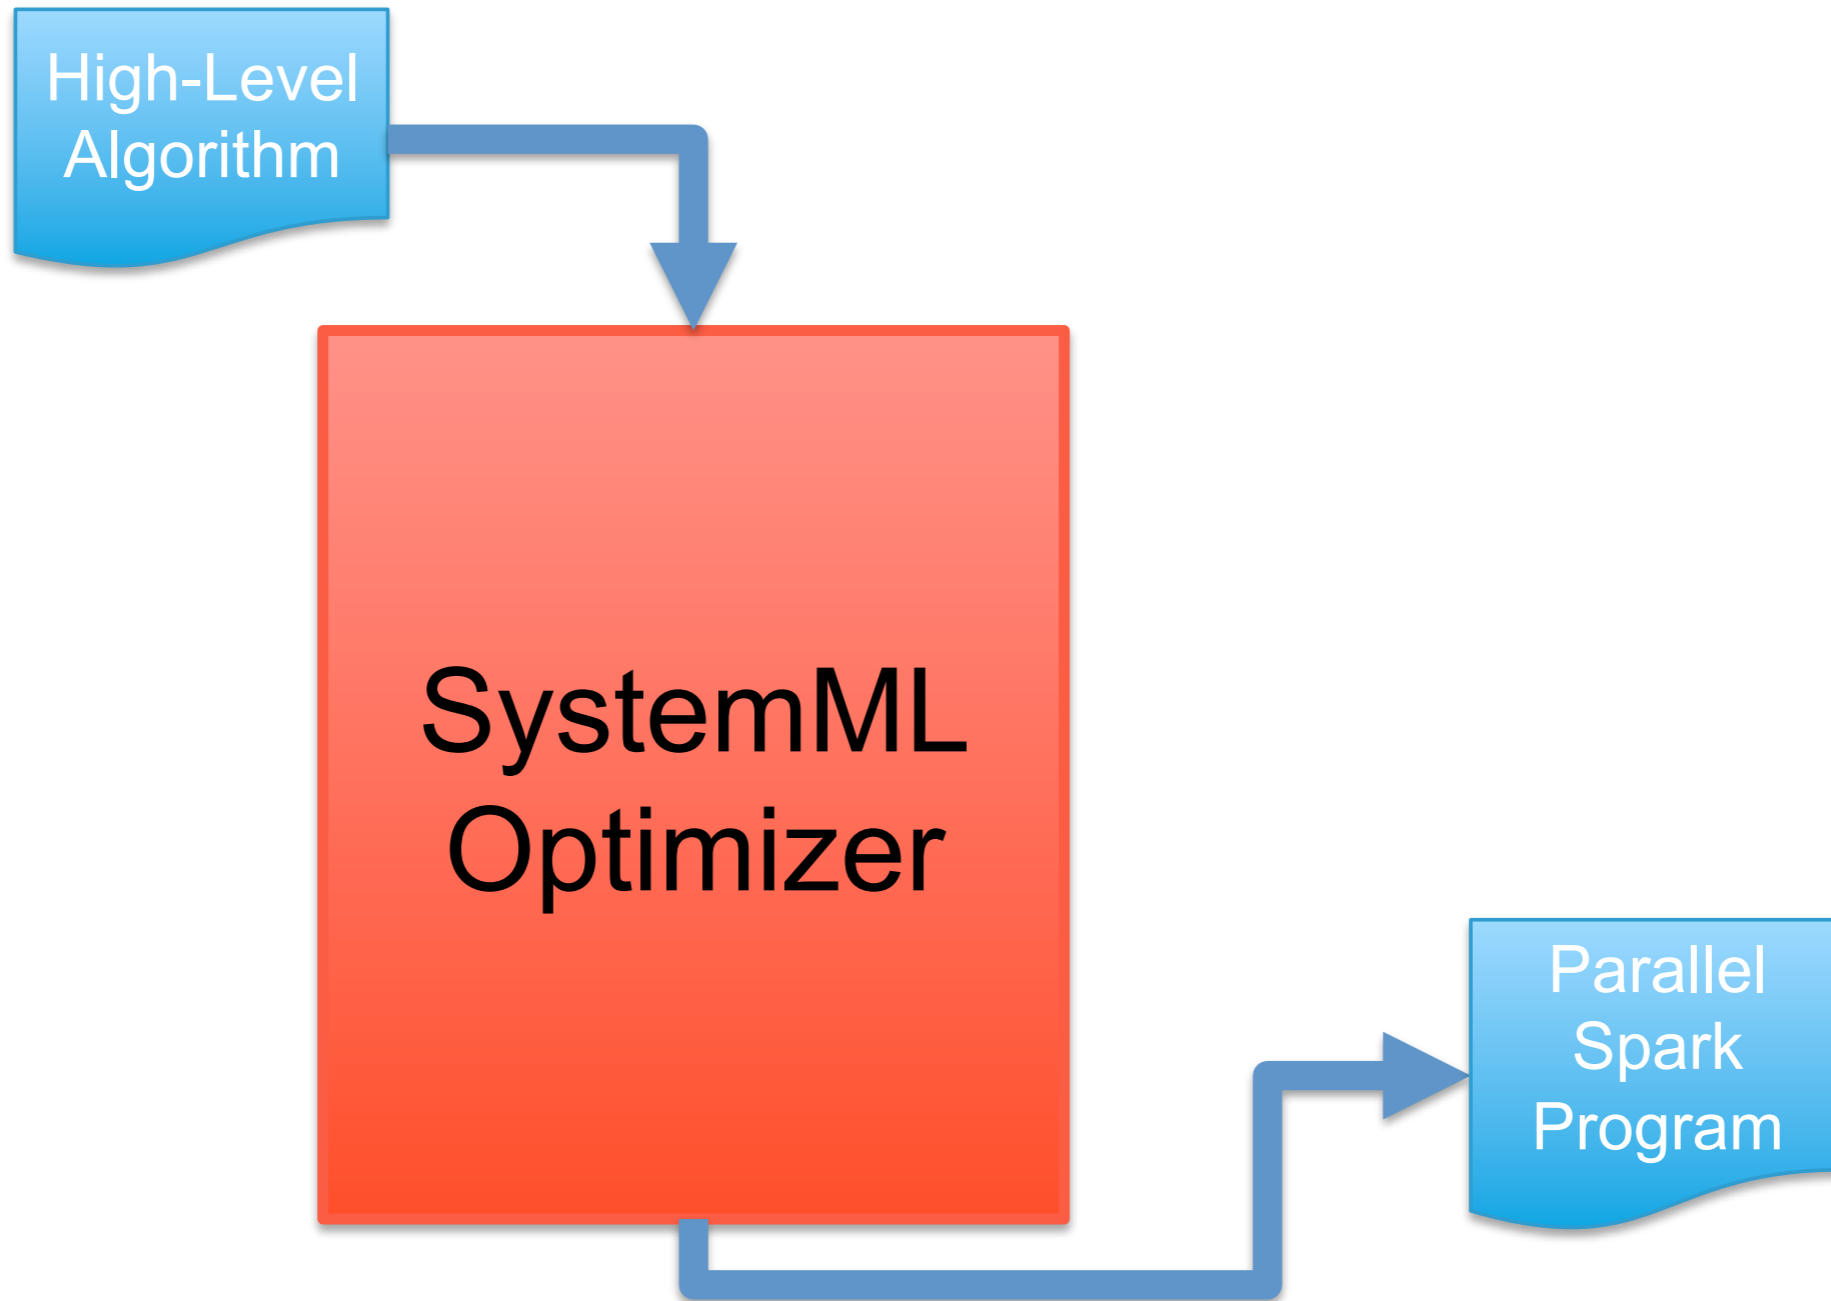 High-Level
Algorithm
SystemML
Optimizer
Parallel
Spark
Program